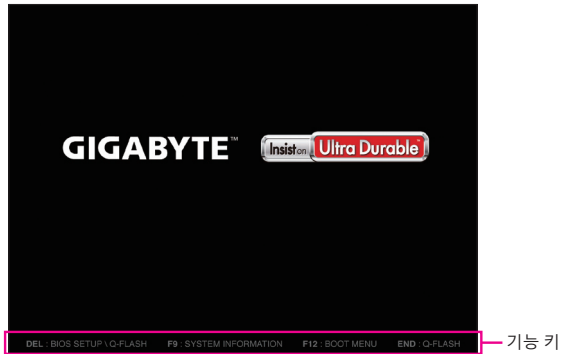 GIGABYTE™ Insist on Ultra Durable™
DEL : BIOS SETUP \ Q-FLASH F9 : SYSTEM INFORMATION F12 : BOOT MENU END : Q-FLASH 기능 키